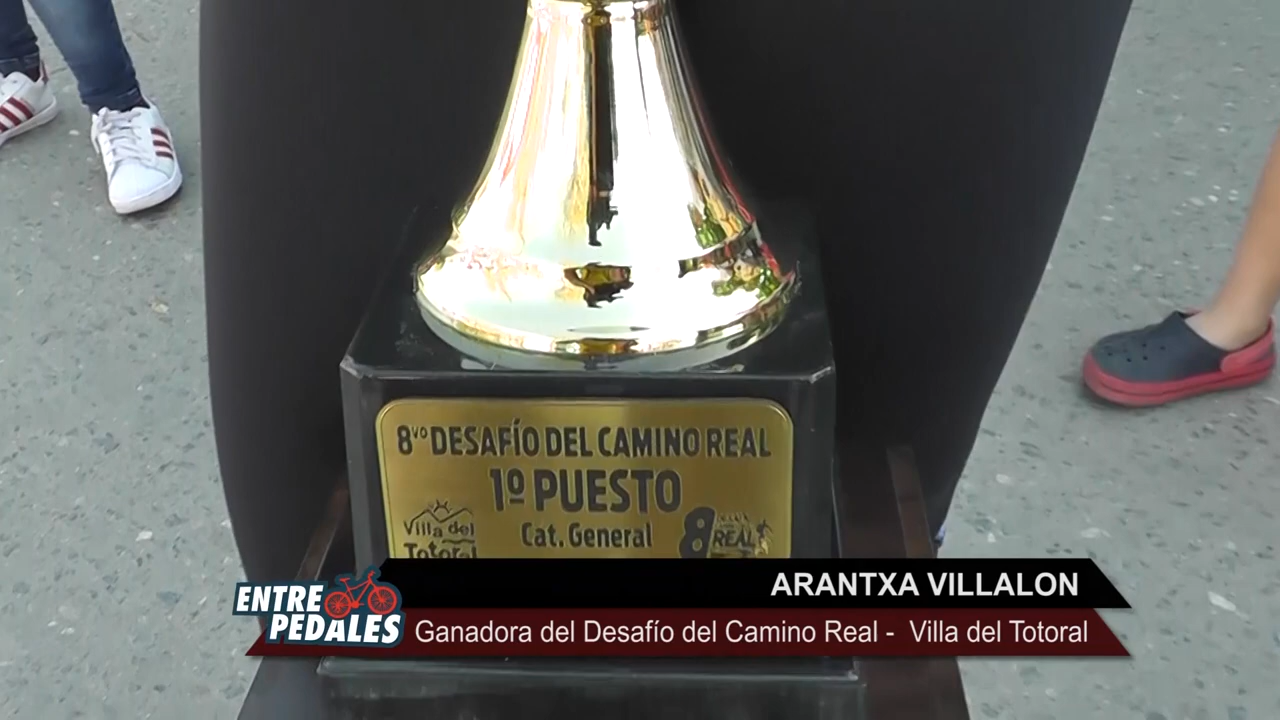 8vo DESAFÍO DEL CAMINO REAL
1º PUESTO
Cat. General
Villa del
Totoral
8
REAL
ARANTXA VILLALON
ENTRE
PEDALES
Ganadora del Desafío del Camino Real - Villa del Totoral